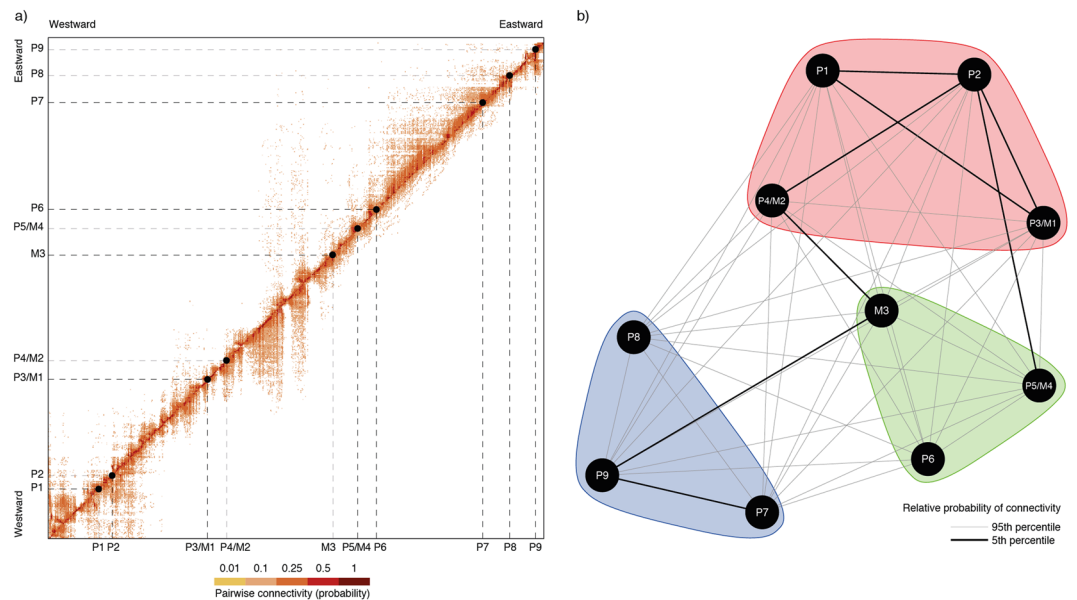 a)
Westward
Eastward
Eastward
P9
P8
P7
P6
P5/M4
M3
P4/M2
P3/M1
P2
P1
Westward
P1 P2 P3/M1 P4/M2 M3 P5/M4 P6 P7 P8 P9
0.01 0.1 0.25 0.5 1
Pairwise connectivity (probability)
b)
P1
P2
P4/M2
P3/M1
M3
P8
P5/M4
P6
P9
P7
Relative probability of connectivity
95th percentile
5th percentile